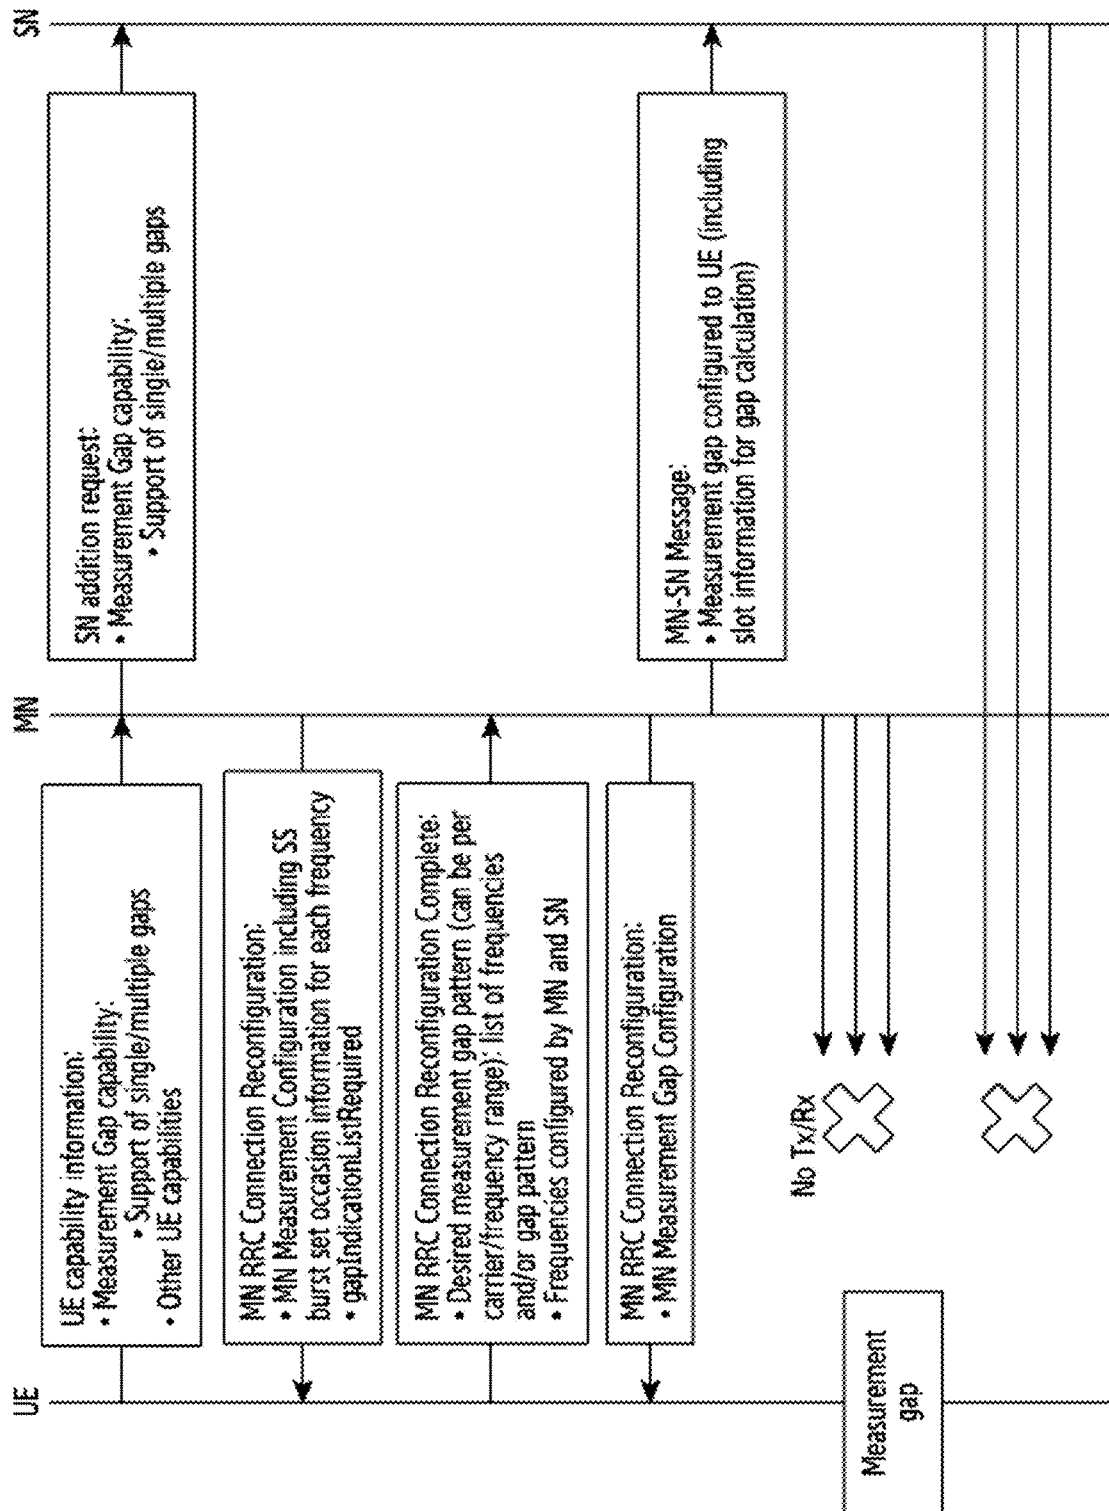 UE
MN
SN
UE capability information:
• Measurement Gap capability:
• Support of single/multiple gaps
• Other UE capabilities
SN addition request:
• Measurement Gap capability:
• Support of single/multiple gaps
MN RRC Connection Reconfiguration:
• MN Measurement Configuration including SS
burst set occasion information for each frequency
• gapIndicationListRequired
MN RRC Connection Reconfiguration Complete:
• Desired measurement gap pattern (can be per
carrier/frequency range): list of frequencies
and/or gap pattern
• Frequencies configured by MN and SN
MN RRC Connection Reconfiguration:
• MN Measurement Gap Configuration
MN-SN Message:
• Measurement gap configured to UE (including
slot information for gap calculation)
No Tx/Rx
Measurement
gap